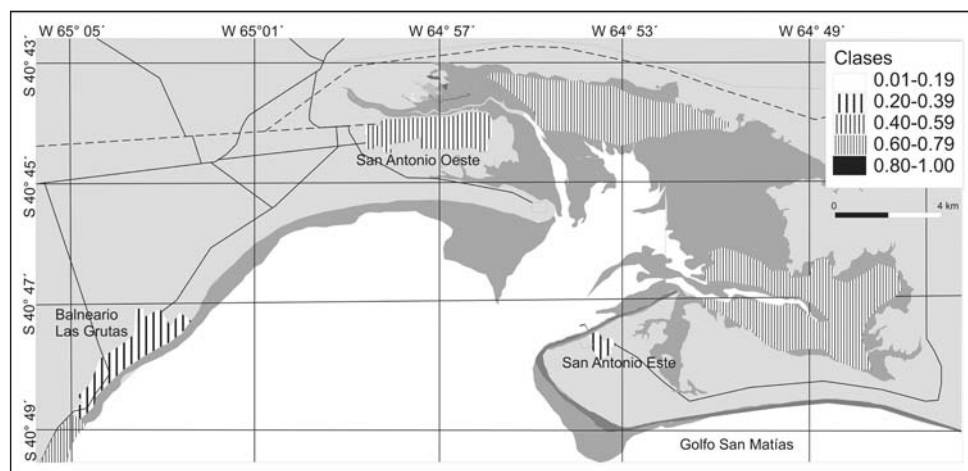 W 65° 05´ W 65° 01´ W 64° 57´ W 64° 53´ W 64° 49´
S 40° 43´
Clases
0.01-0.19
0.20-0.39
0.40-0.59
0.60-0.79
0.80-1.00
San Antonio Oeste
S 40° 45´
0 4 km
S 40° 47´
Balneario
Las Grutas
San Antonio Este
S 40° 49´
Golfo San Matías